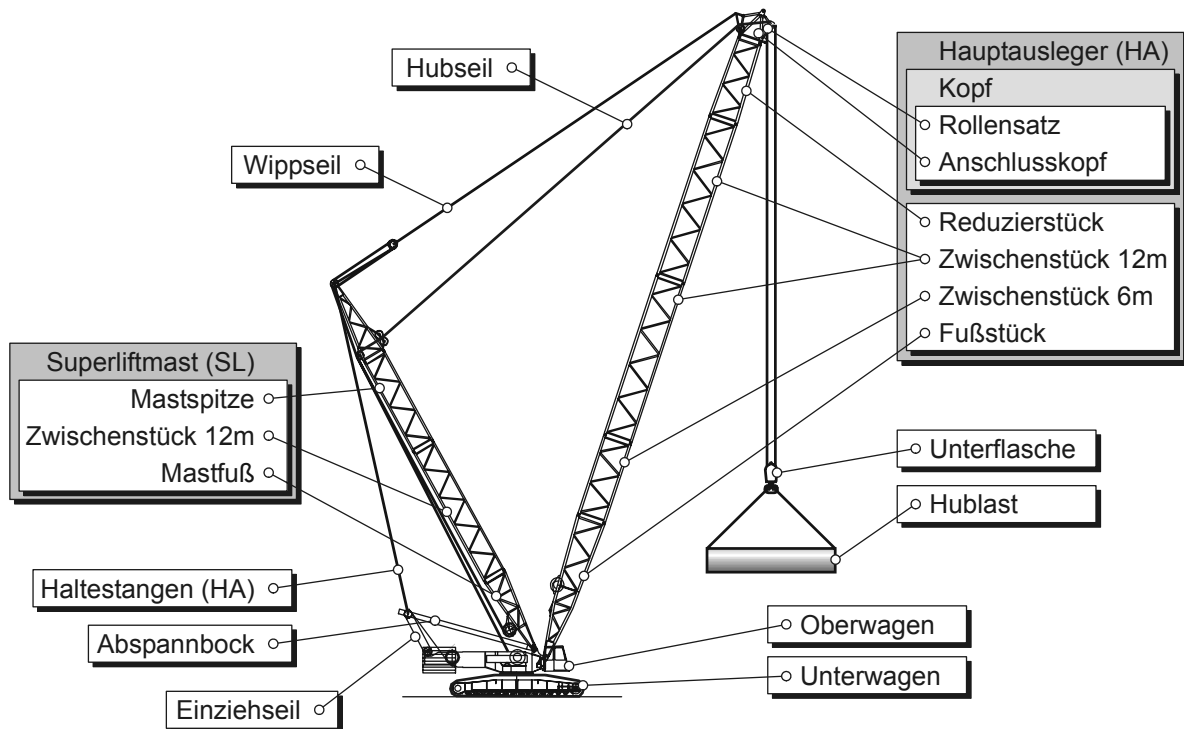 Hubseil
Wippseil
Hauptausleger (HA)
Kopf
Rollensatz
Anschlusskopf
Reduzierstück
Zwischenstück 12m
Zwischenstück 6m
Fußstück
Superliftmast (SL)
Mastspitze
Zwischenstück 12m
Mastfuß
Unterflasche
Hublast
Haltestangen (HA)
Abspannbock
Einziehseil
Oberwagen
Unterwagen